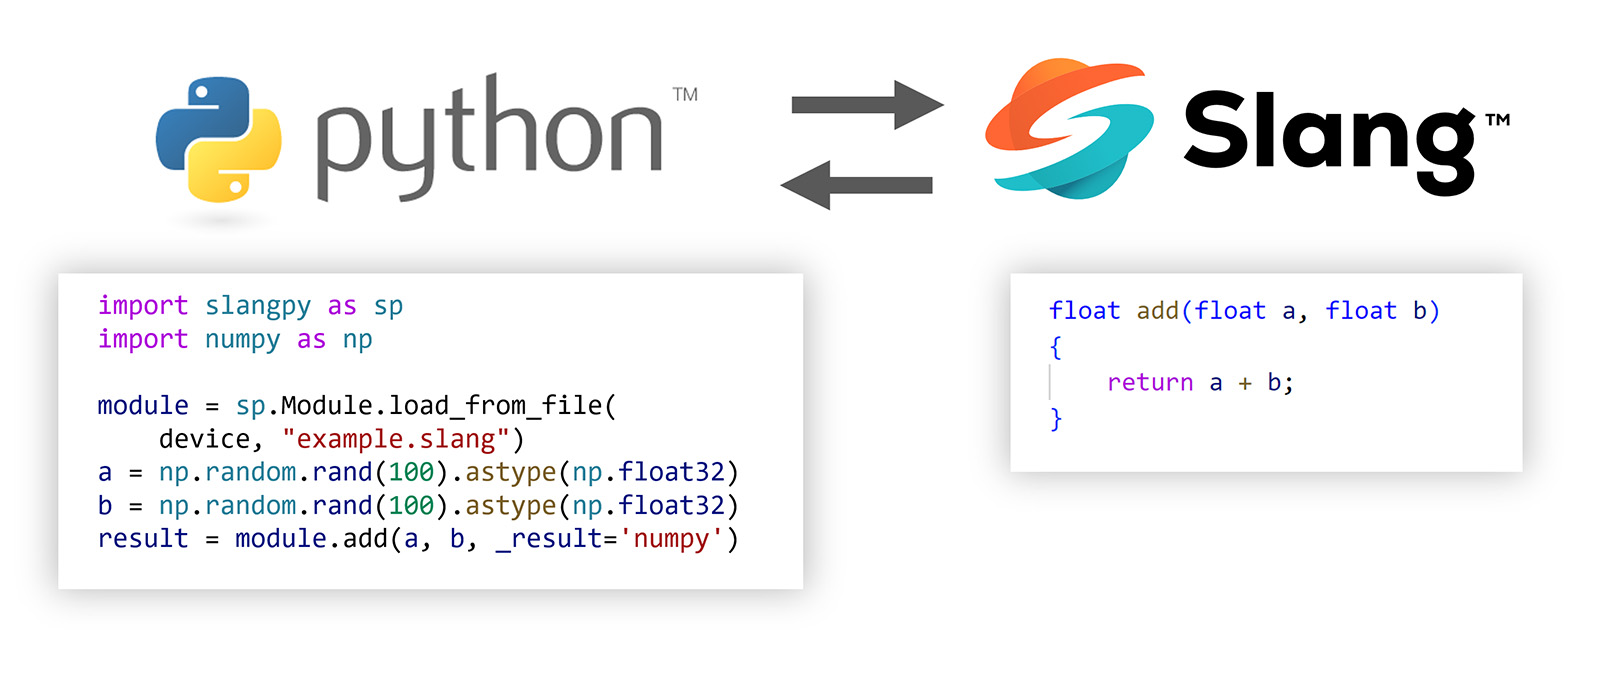 python™
Slang™
import slangpy as sp
import numpy as np
module = sp.Module.load_from_file(
    device, "example.slang")
a = np.random.rand(100).astype(np.float32)
b = np.random.rand(100).astype(np.float32)
result = module.add(a, b, _result='numpy')
float add(float a, float b)
{
    return a + b;
}